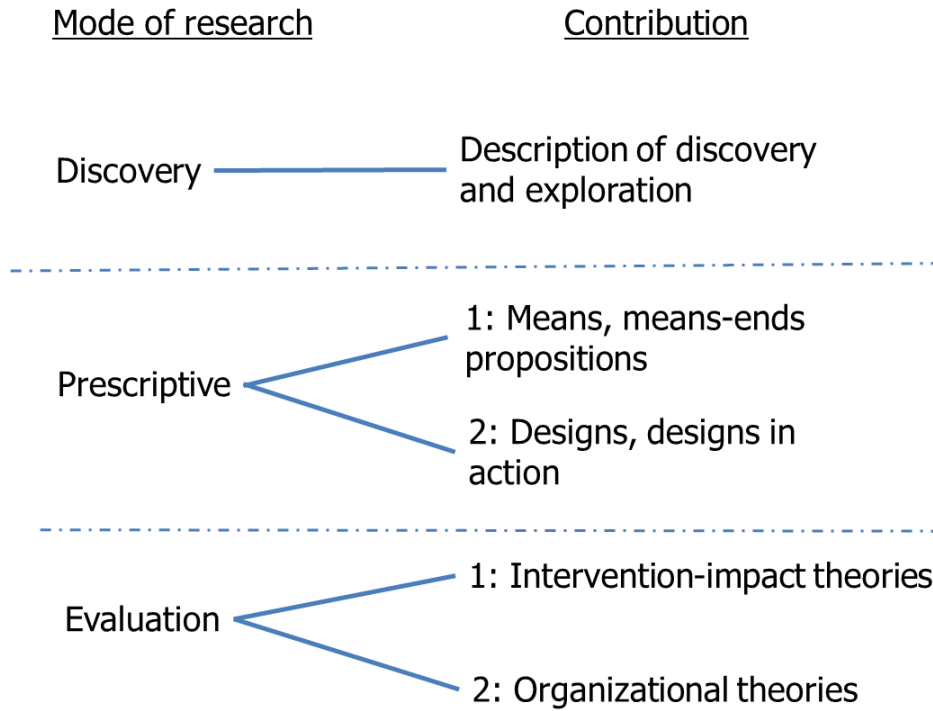 Mode of research
Contribution
Discovery
Description of discovery
and exploration
Prescriptive
1: Means, means-ends
propositions
2: Designs, designs in
action
Evaluation
1: Intervention-impact theories
2: Organizational theories